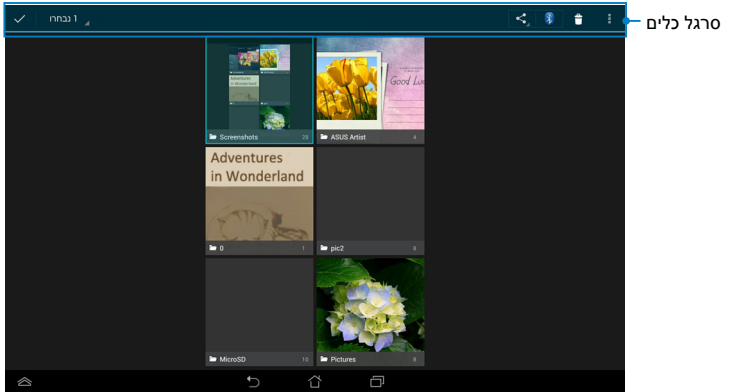 1 נבחרו
סרגל כלים
Good Lu
Screenshots 28
ASUS Artist 4
Adventures
in Wonderland
0 1
pic2 8
MicroSD 10
Pictures 8